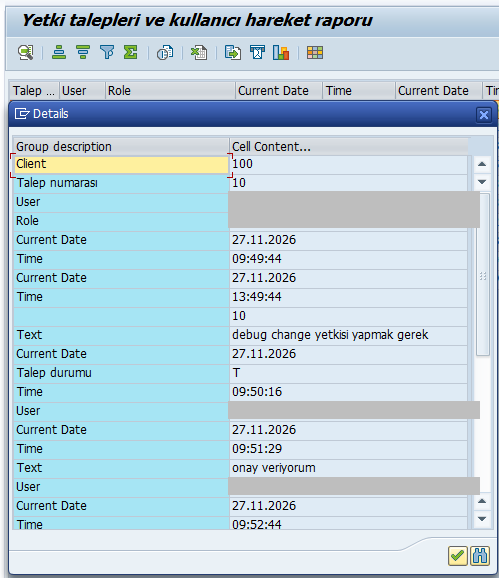 Yetki talepleri ve kullanıcı hareket raporu
Talep ... User Role Current Date Time Current Date
Details
Group description Cell Content...
Client 100
Talep numarası 10
User
Role
Current Date 27.11.2026
Time 09:49:44
Current Date 27.11.2026
Time 13:49:44
10
Text debug change yetkisi yapmak gerek
Current Date 27.11.2026
Talep durumu T
Time 09:50:16
User
Current Date 27.11.2026
Time 09:51:29
Text onay veriyorum
User
Current Date 27.11.2026
Time 09:52:44